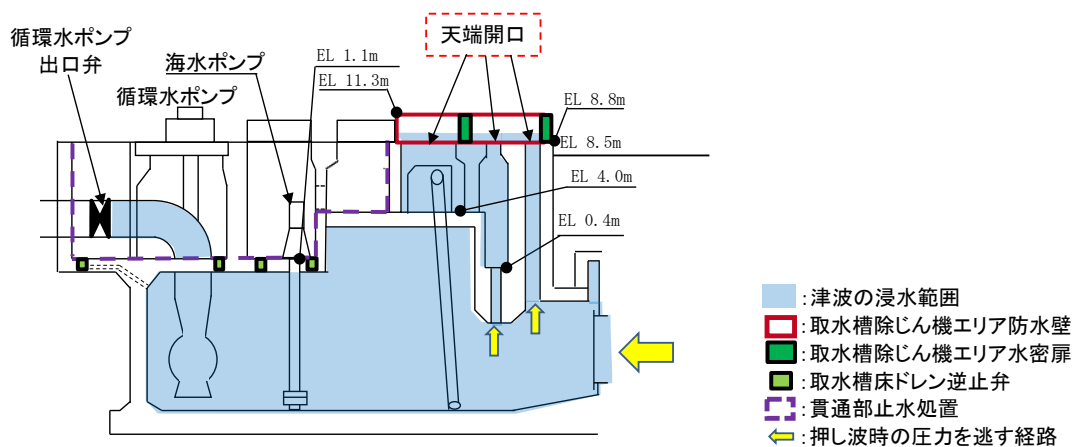 循環水ポンプ
出口弁
循環水ポンプ
海水ポンプ
EL 1.1m
EL 11.3m
天端開口
EL 8.8m
EL 8.5m
EL 4.0m
EL 0.4m
:津波の浸水範囲
:取水槽除じん機エリア防水壁
:取水槽除じん機エリア水密扉
:取水槽床ドレン逆止弁
:貫通部止水処置
:押し波時の圧力を逃す経路